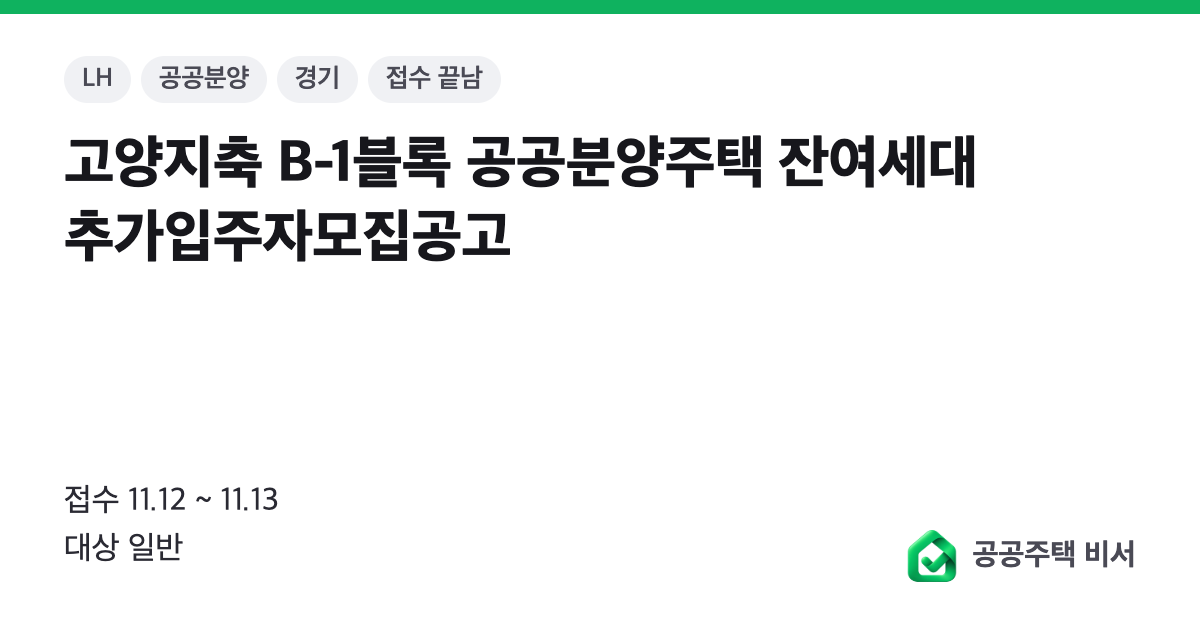 LH 공공분양 경기 접수 끝남
고양지축 B-1블록 공공분양주택 잔여세대
추가입주자모집공고
접수 11.12 ~ 11.13
대상 일반
공공주택 비서